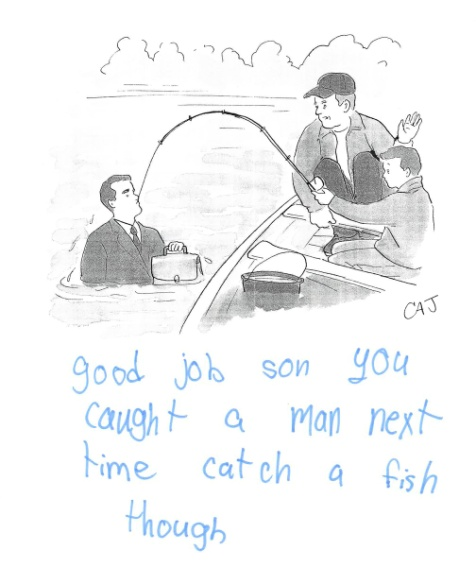 CAJ
good job son you
caught a man next
time catch a fish
though